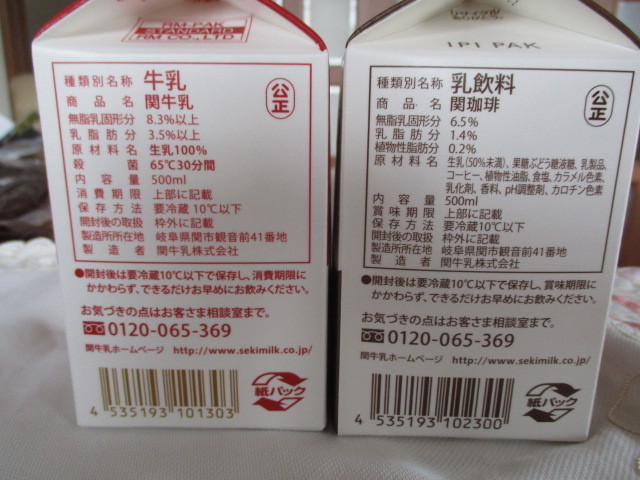 RM-PAK
STANDARD
RM CO.,LTD
種類別名称 牛乳
公正
商品名 関牛乳
無脂乳固形分 8.3%以上
乳脂肪分 3.5%以上
原材料名 生乳100%
殺菌 65℃30分間
内容量 500ml
消費期限 上部に記載
保存方法 要冷蔵10℃以下
開封後の取扱 枠外に記載
製造所所在地 岐阜県関市観音前41番地
製造者 関牛乳株式会社
●開封後は要冷蔵10℃以下で保存し、消費期限に
かかわらず、できるだけお早めにお飲みください。
お気づきの点はお客さま相談室まで。
0120-065-369
関牛乳ホームページ http://www.sekimilk.co.jp/
紙パック
4 535193 101303
IPI PAK
種類別名称 乳飲料
公正
商品名 関珈琲
無脂乳固形分 6.5%
乳脂肪分 1.4%
植物性脂肪分 0.2%
原材料名 生乳(50%未満)、果糖ぶどう糖液糖、乳製品、
コーヒー、植物性油脂、食塩、カラメル色素、
乳化剤、香料、pH調整剤、カロチン色素
内容量 500ml
賞味期限 上部に記載
保存方法 要冷蔵10℃以下
開封後の取扱 枠外に記載
製造所所在地 岐阜県関市観音前41番地
製造者 関牛乳株式会社
●開封後は要冷蔵10℃以下で保存し、賞味期限に
かかわらず、できるだけお早めにお飲みください。
お気づきの点はお客さま相談室まで。
0120-065-369
関牛乳ホームページ http://www.sekimilk.co.jp/
紙パック
4 535193 102300